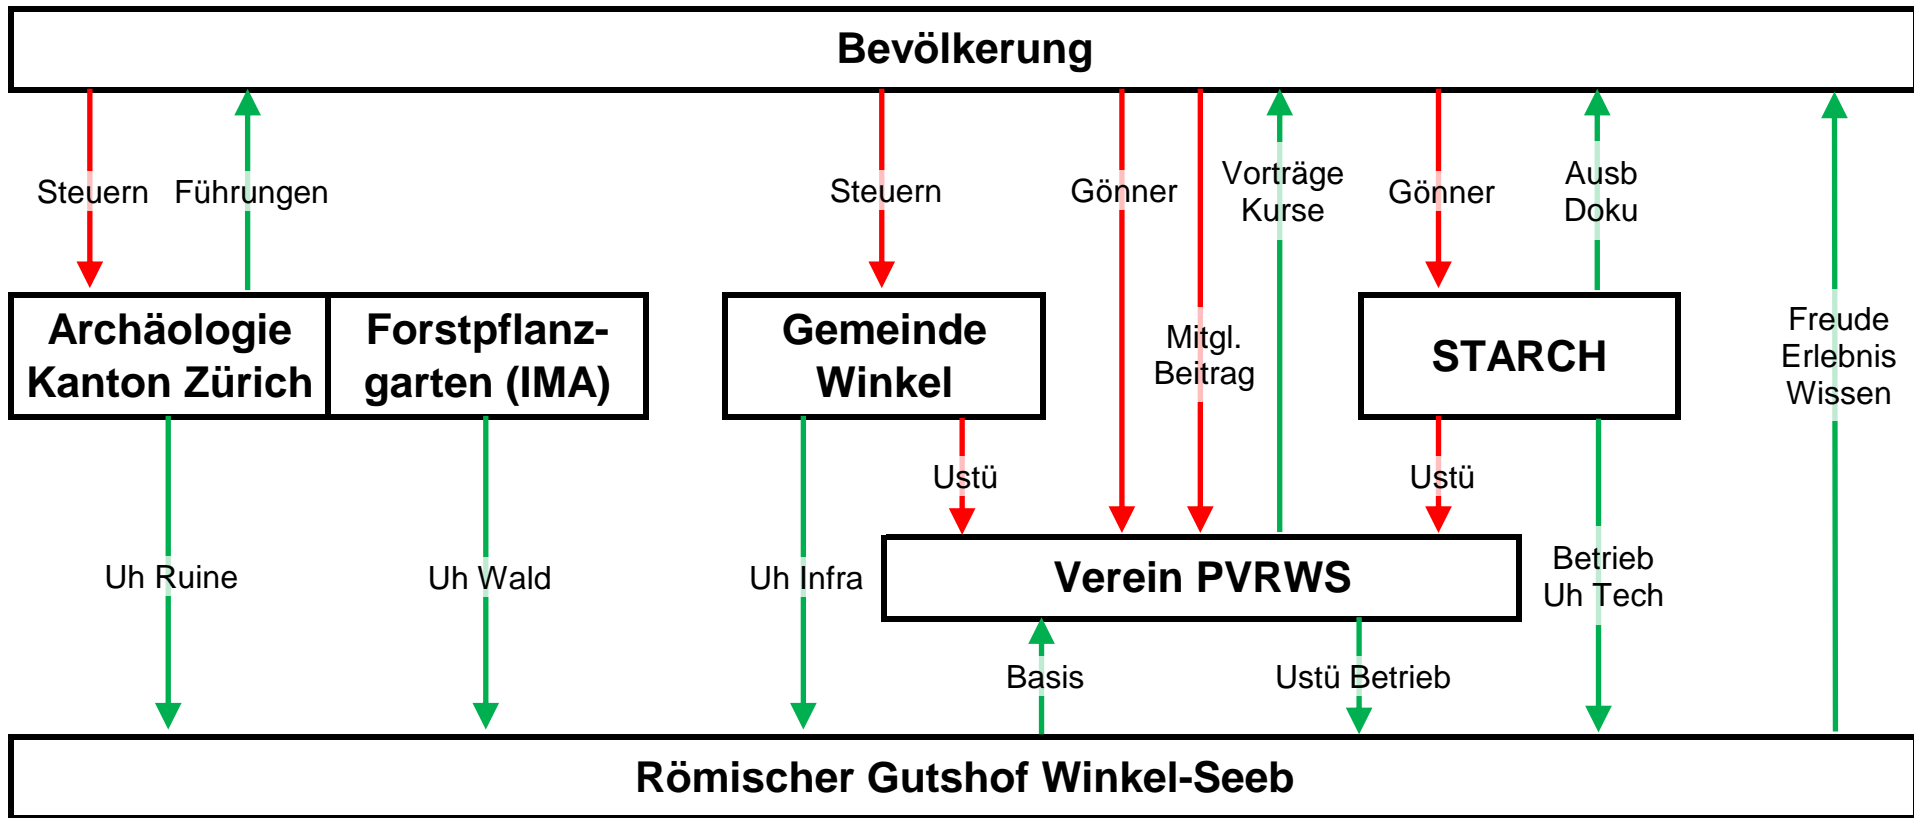 Bevölkerung
Steuern
Führungen
Steuern
Gönner
Vorträge
Kurse
Gönner
Ausb
Doku
Archäologie
Kanton Zürich
Forstpflanz-
garten (IMA)
Gemeinde
Winkel
Mitgl.
Beitrag
STARCH
Freude
Erlebnis
Wissen
Ustü
Ustü
Uh Ruine
Uh Wald
Uh Infra
Verein PVRWS
Betrieb
Uh Tech
Basis
Ustü Betrieb
Römischer Gutshof Winkel-Seeb